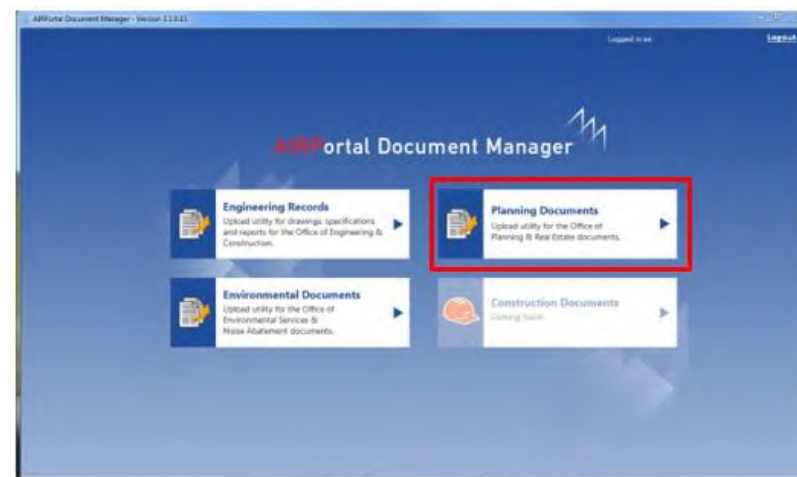 AIRPortal Document Manager - Version 3.1.0.11
Logged in as:
Logout
AIRPortal Document Manager
Engineering Records
Upload utility for drawings, specifications
and reports for the Office of Engineering &
Construction.
Planning Documents
Upload utility for the Office of
Planning & Real Estate documents.
Environmental Documents
Upload utility for the Office of
Environmental Services &
Noise Abatement documents.
Construction Documents
Coming Soon